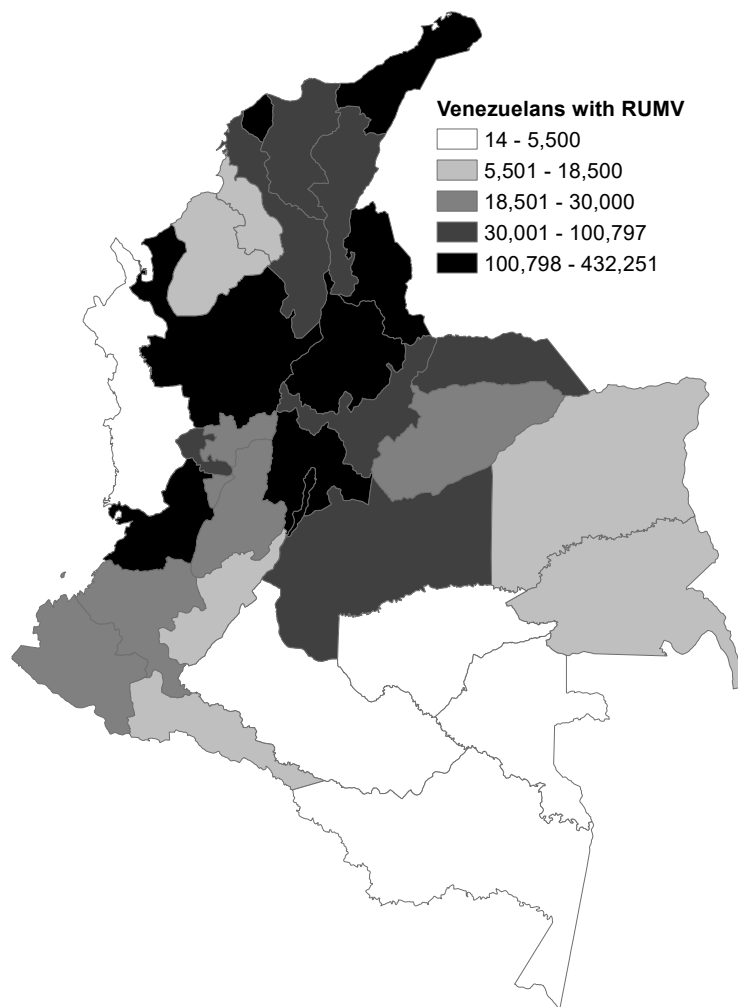 Venezuelans with RUMV
14 - 5,500
5,501 - 18,500
18,501 - 30,000
30,001 - 100,797
100,798 - 432,251